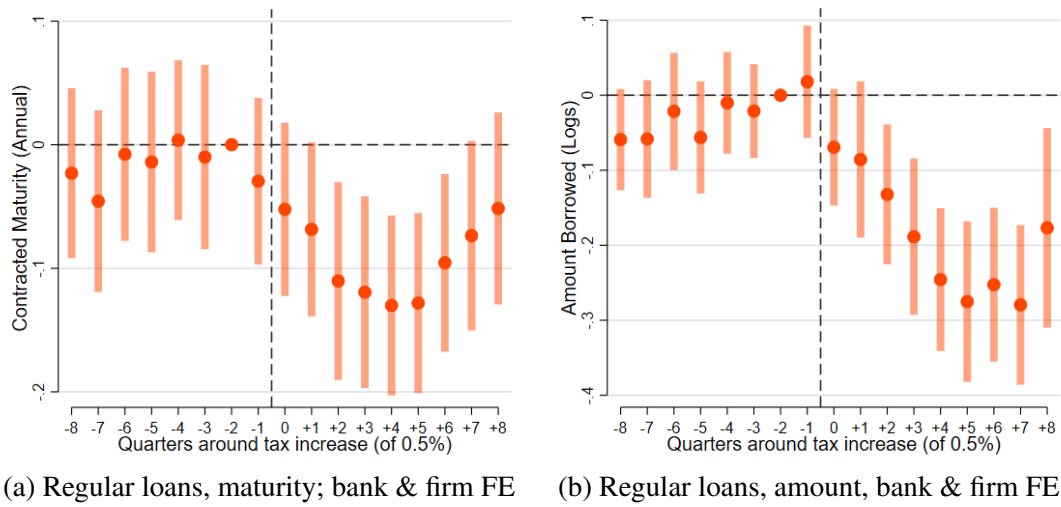 Contracted Maturity (Annual)
.1
0
-.1
-.2
-8 -7 -6 -5 -4 -3 -2 -1 0 +1 +2 +3 +4 +5 +6 +7 +8
Quarters around tax increase (of 0.5%)
(a) Regular loans, maturity; bank & firm FE
Amount Borrowed (Logs)
.1
0
-.1
-.2
-.3
-.4
-8 -7 -6 -5 -4 -3 -2 -1 0 +1 +2 +3 +4 +5 +6 +7 +8
Quarters around tax increase (of 0.5%)
(b) Regular loans, amount, bank & firm FE